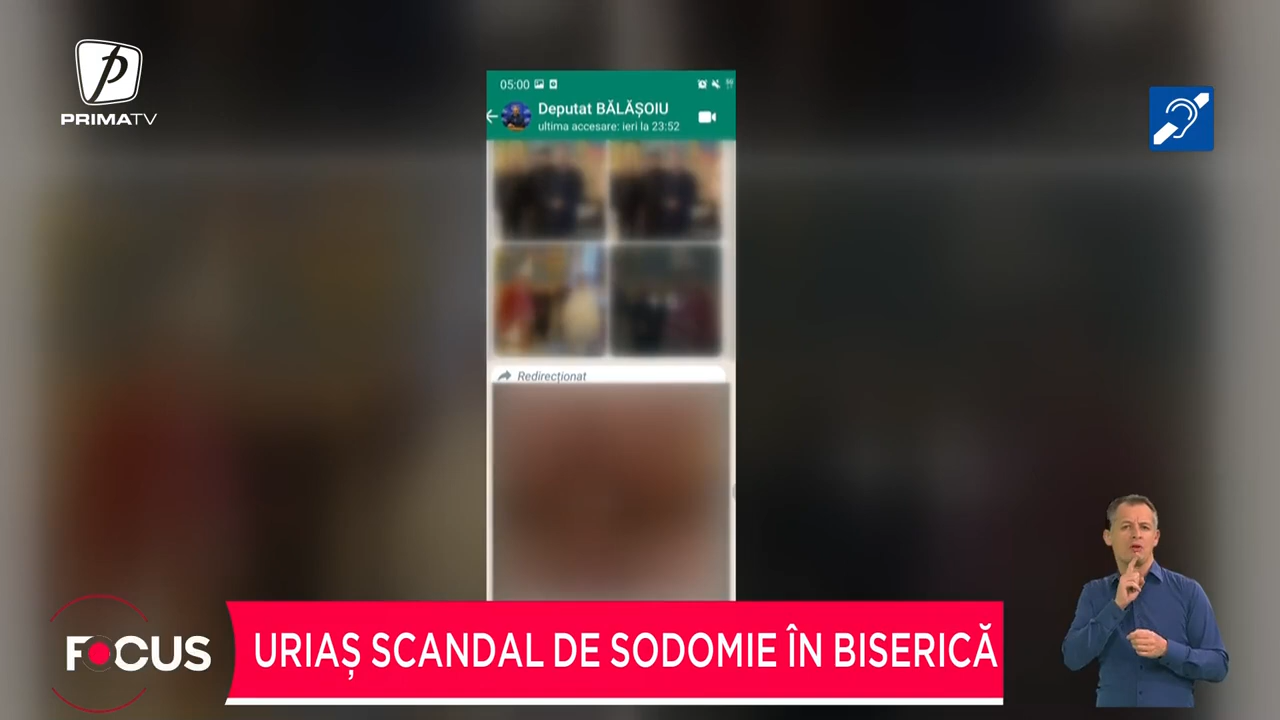 PRIMATV
05:00
Deputat BĂLĂȘOIU
ultima accesare: ieri la 23:52
Redirecționat
FOCUS
URIAȘ SCANDAL DE SODOMIE ÎN BISERICĂ